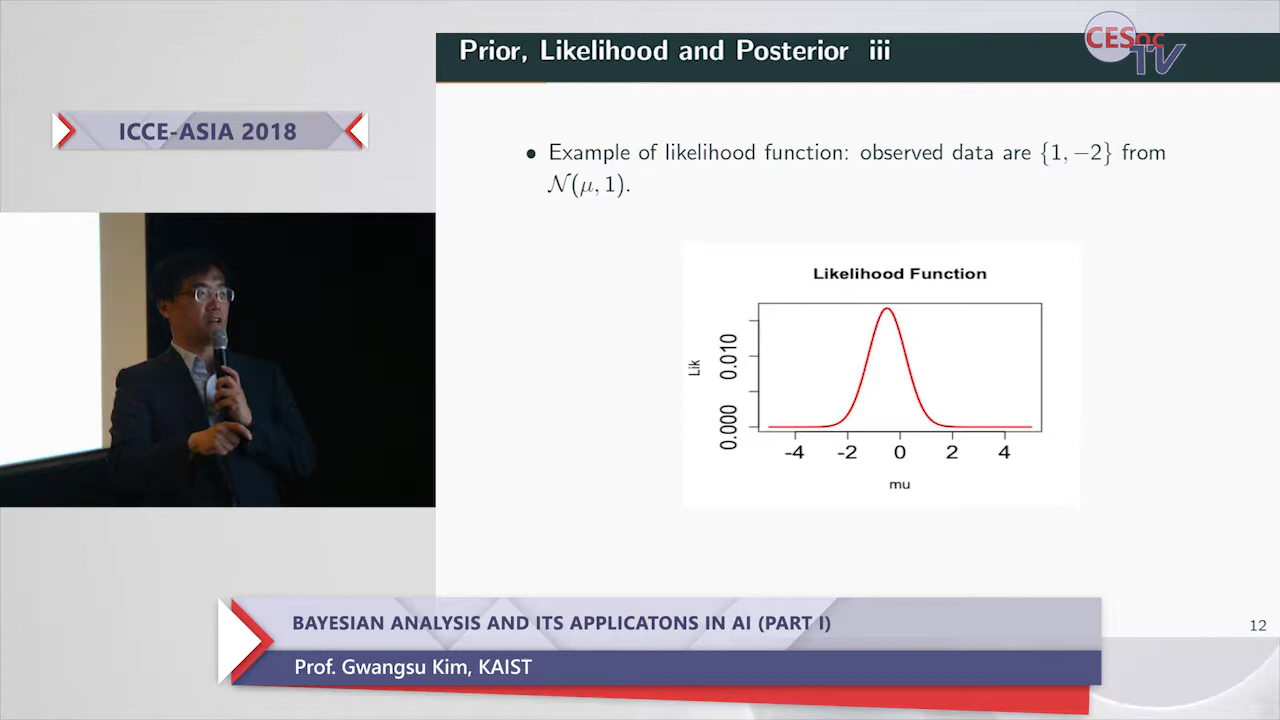 CESoc
TV
Prior, Likelihood and Posterior iii
ICCE-ASIA 2018
• Example of likelihood function: observed data are {1, −2} from
𝒩(μ, 1).
Likelihood Function
Lik
0.010
0.000
-4 -2 0 2 4
mu
12
BAYESIAN ANALYSIS AND ITS APPLICATONS IN AI (PART I)
Prof. Gwangsu Kim, KAIST